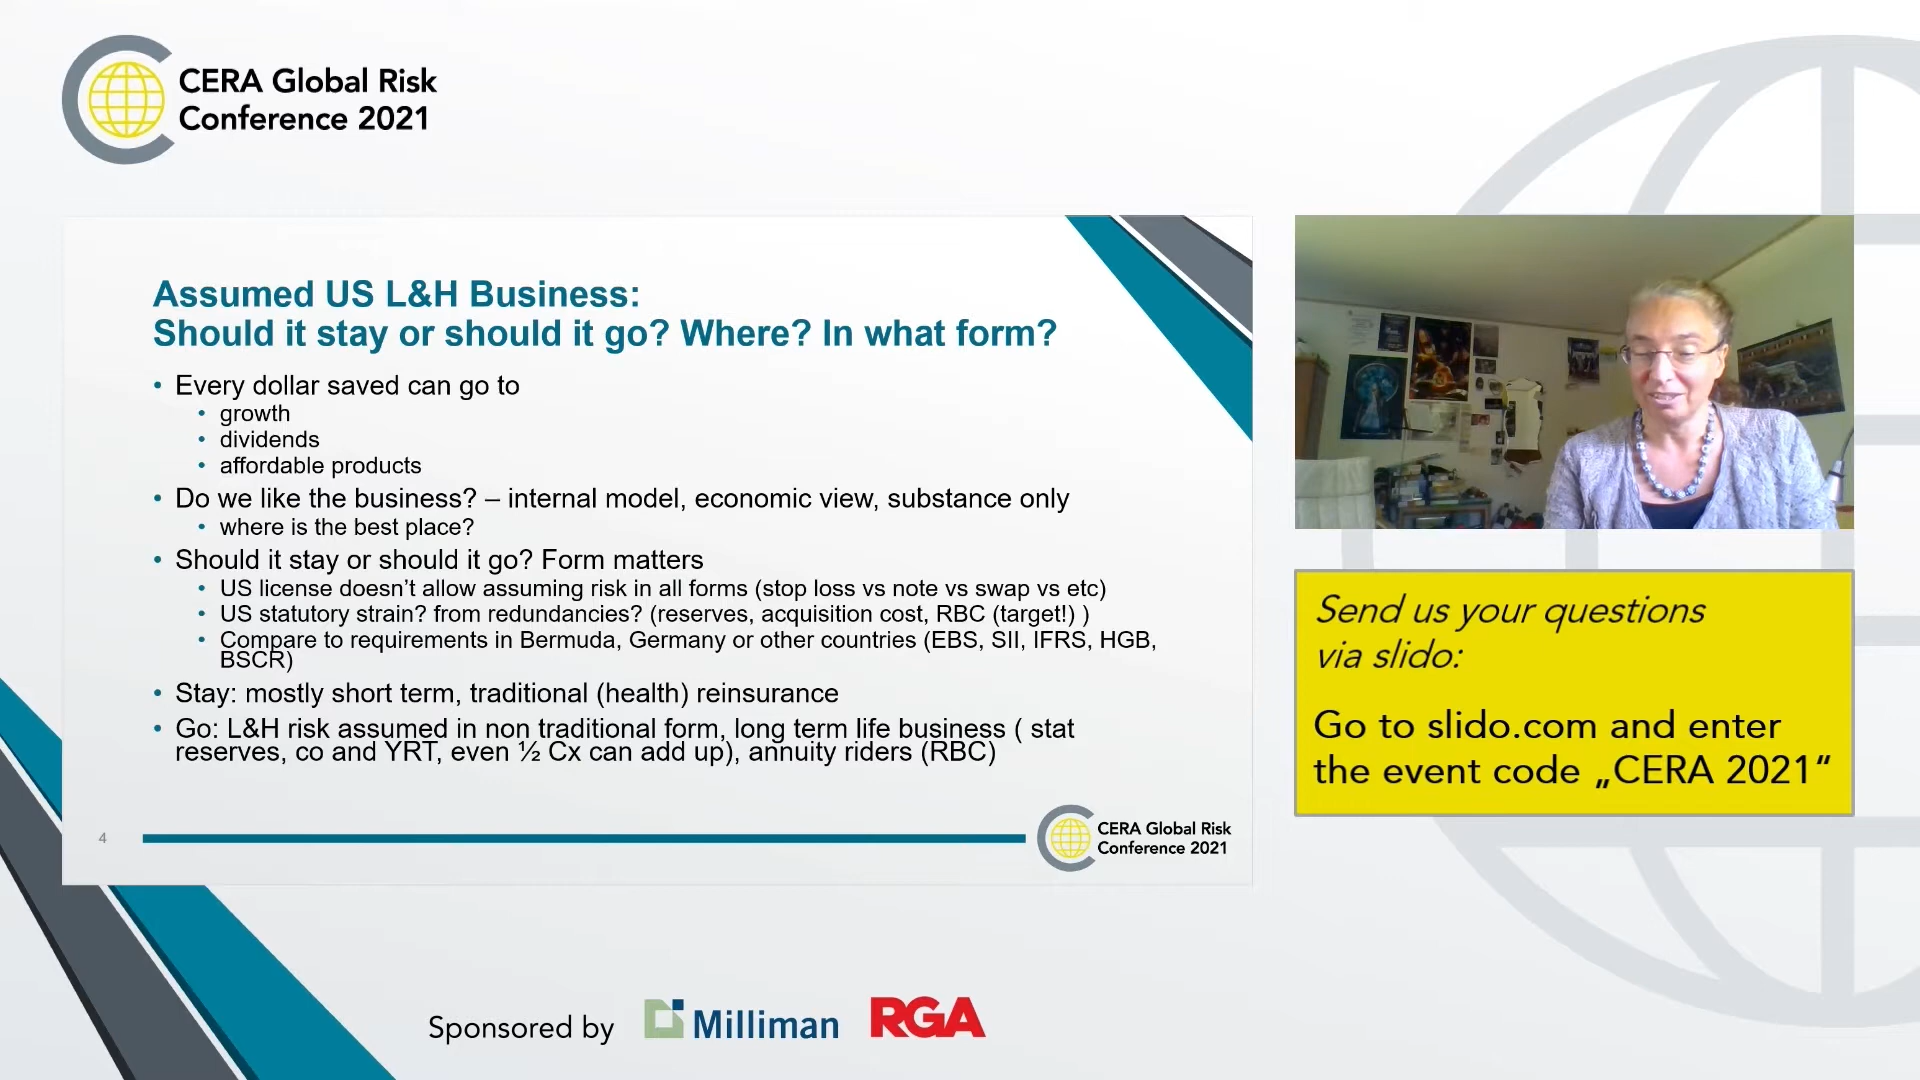 CERA Global Risk
Conference 2021
Assumed US L&H Business:
Should it stay or should it go? Where? In what form?
• Every dollar saved can go to
• growth
• dividends
• affordable products
• Do we like the business? – internal model, economic view, substance only
• where is the best place?
• Should it stay or should it go? Form matters
• US license doesn’t allow assuming risk in all forms (stop loss vs note vs swap vs etc)
• US statutory strain? from redundancies? (reserves, acquisition cost, RBC (target!) )
• Compare to requirements in Bermuda, Germany or other countries (EBS, SII, IFRS, HGB,
BSCR)
• Stay: mostly short term, traditional (health) reinsurance
• Go: L&H risk assumed in non traditional form, long term life business ( stat
reserves, co and YRT, even ½ Cx can add up), annuity riders (RBC)
4
CERA Global Risk
Conference 2021
Send us your questions
via slido:
Go to slido.com and enter
the event code „CERA 2021“
Sponsored by Milliman RGA